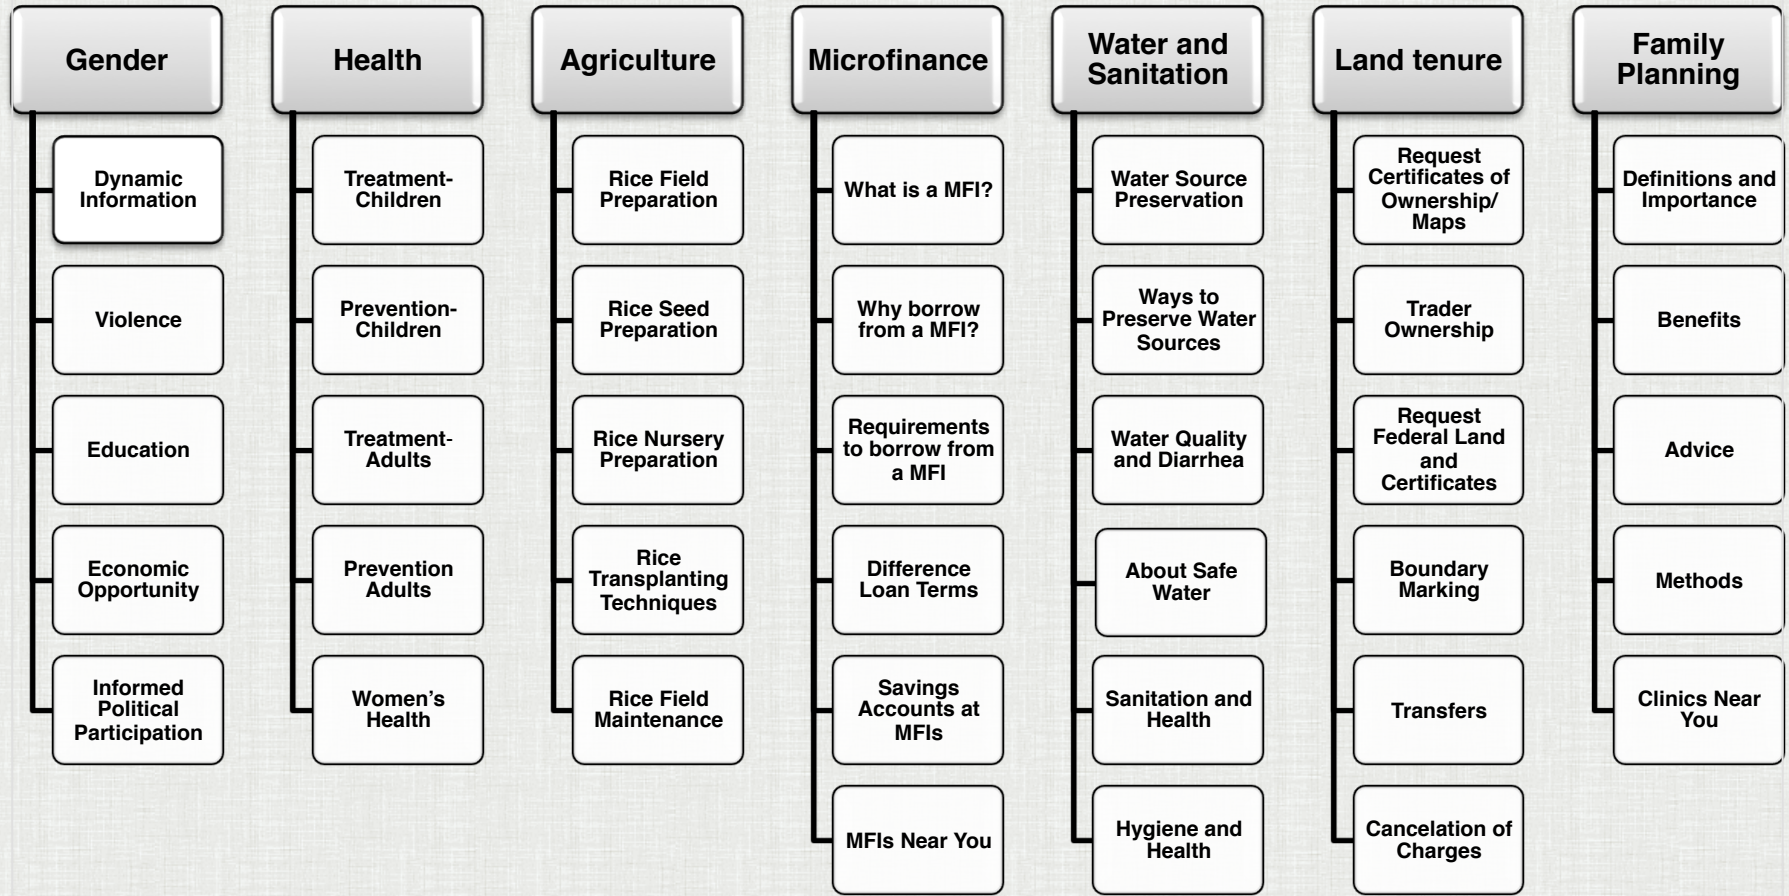 Gender
Dynamic
Information
Violence
Education
Economic
Opportunity
Informed
Political
Participation
Health
Treatment-
Children
Prevention-
Children
Treatment-
Adults
Prevention
Adults
Women's
Health
Agriculture
Rice Field
Preparation
Rice Seed
Preparation
Rice Nursery
Preparation
Rice
Transplanting
Techniques
Rice Field
Maintenance
Microfinance
What is a MFI?
Why borrow
from a MFI?
Requirements
to borrow from
a MFI
Difference
Loan Terms
Savings
Accounts at
MFIs
MFIs Near You
Water and
Sanitation
Water Source
Preservation
Ways to
Preserve Water
Sources
Water Quality
and Diarrhea
About Safe
Water
Sanitation and
Health
Hygiene and
Health
Land tenure
Request
Certificates of
Ownership/
Maps
Trader
Ownership
Request
Federal Land
and
Certificates
Boundary
Marking
Transfers
Cancelation of
Charges
Family
Planning
Definitions and
Importance
Benefits
Advice
Methods
Clinics Near
You